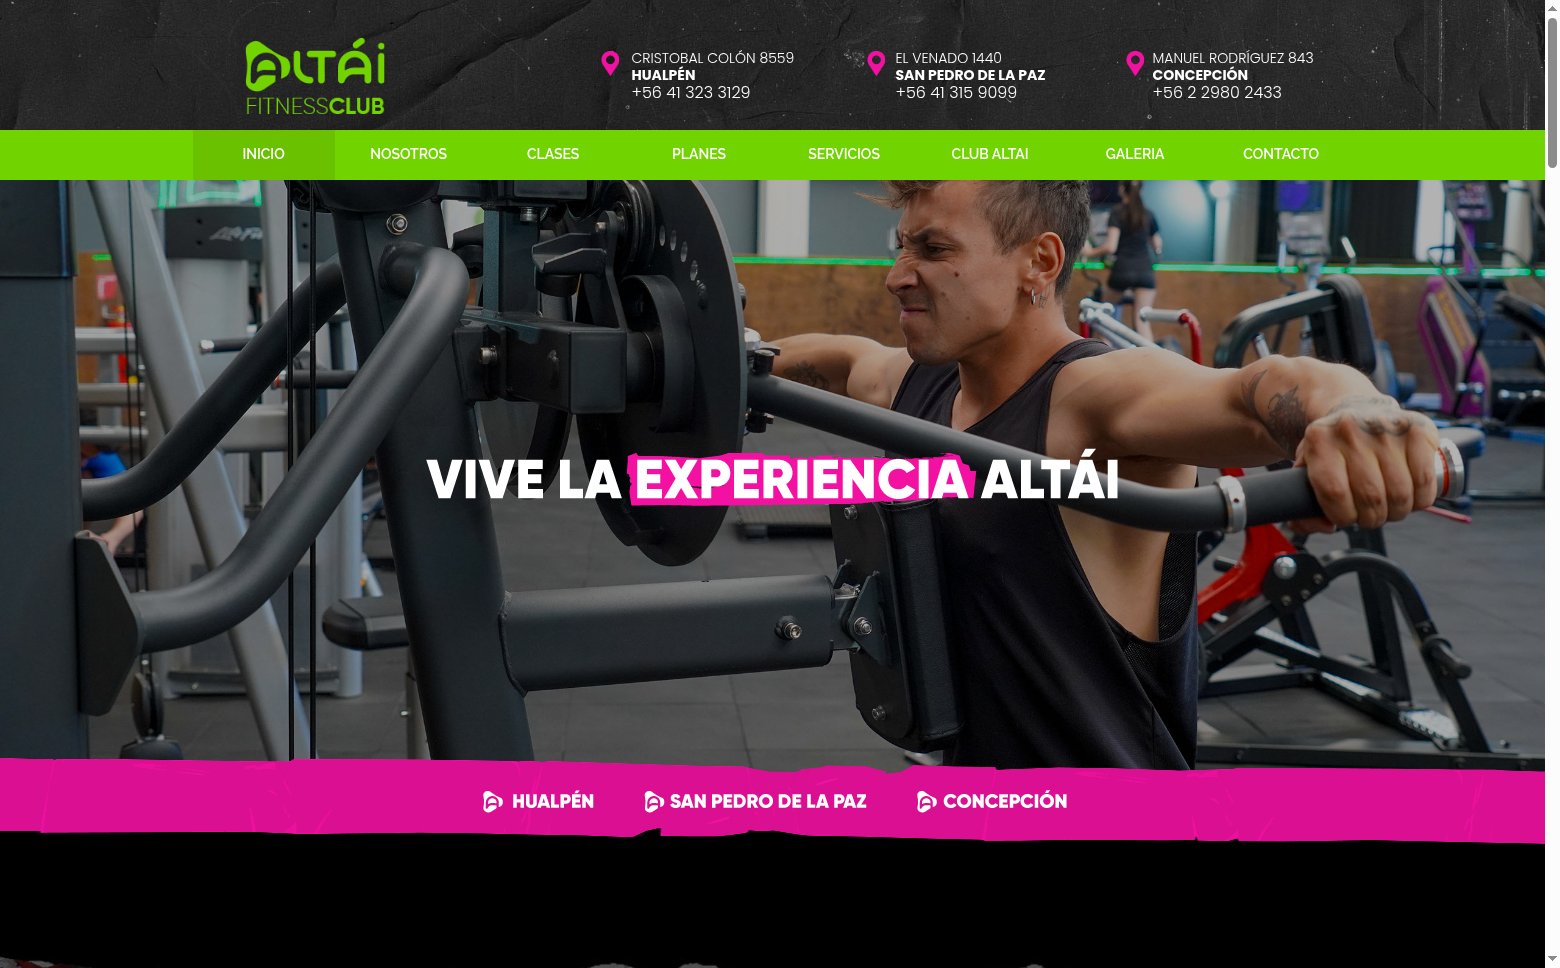 ALTÁI
FITNESSCLUB
CRISTOBAL COLÓN 8559
HUALPÉN
+56 41 323 3129
EL VENADO 1440
SAN PEDRO DE LA PAZ
+56 41 315 9099
MANUEL RODRÍGUEZ 843
CONCEPCIÓN
+56 2 2980 2433
INICIO
NOSOTROS
CLASES
PLANES
SERVICIOS
CLUB ALTAI
GALERIA
CONTACTO
VIVE LA EXPERIENCIA ALTÁI
HUALPÉN
SAN PEDRO DE LA PAZ
CONCEPCIÓN